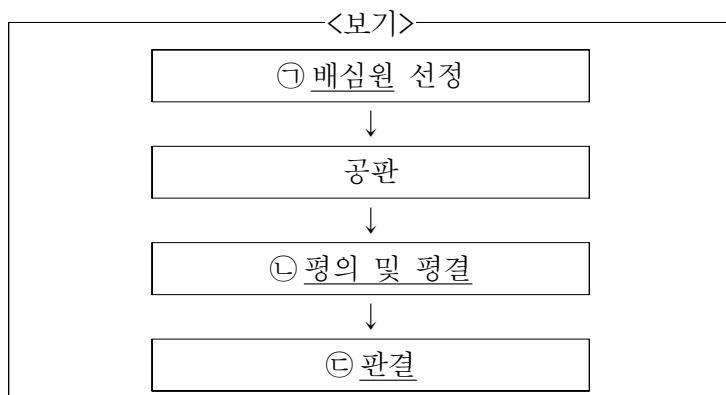 <보기>
㉠ 배심원 선정
↓
공판
↓
㉡ 평의 및 평결
↓
㉢ 판결